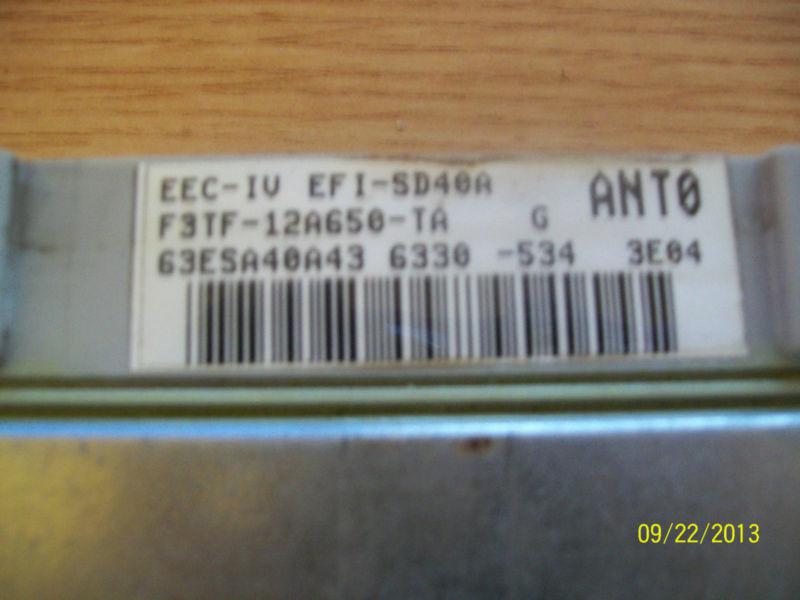 EEC-IV EFI-SD40A ANT0
F3TF-12A650-TA G
63ESA40A43 6330 -534 3E04
09/22/2013